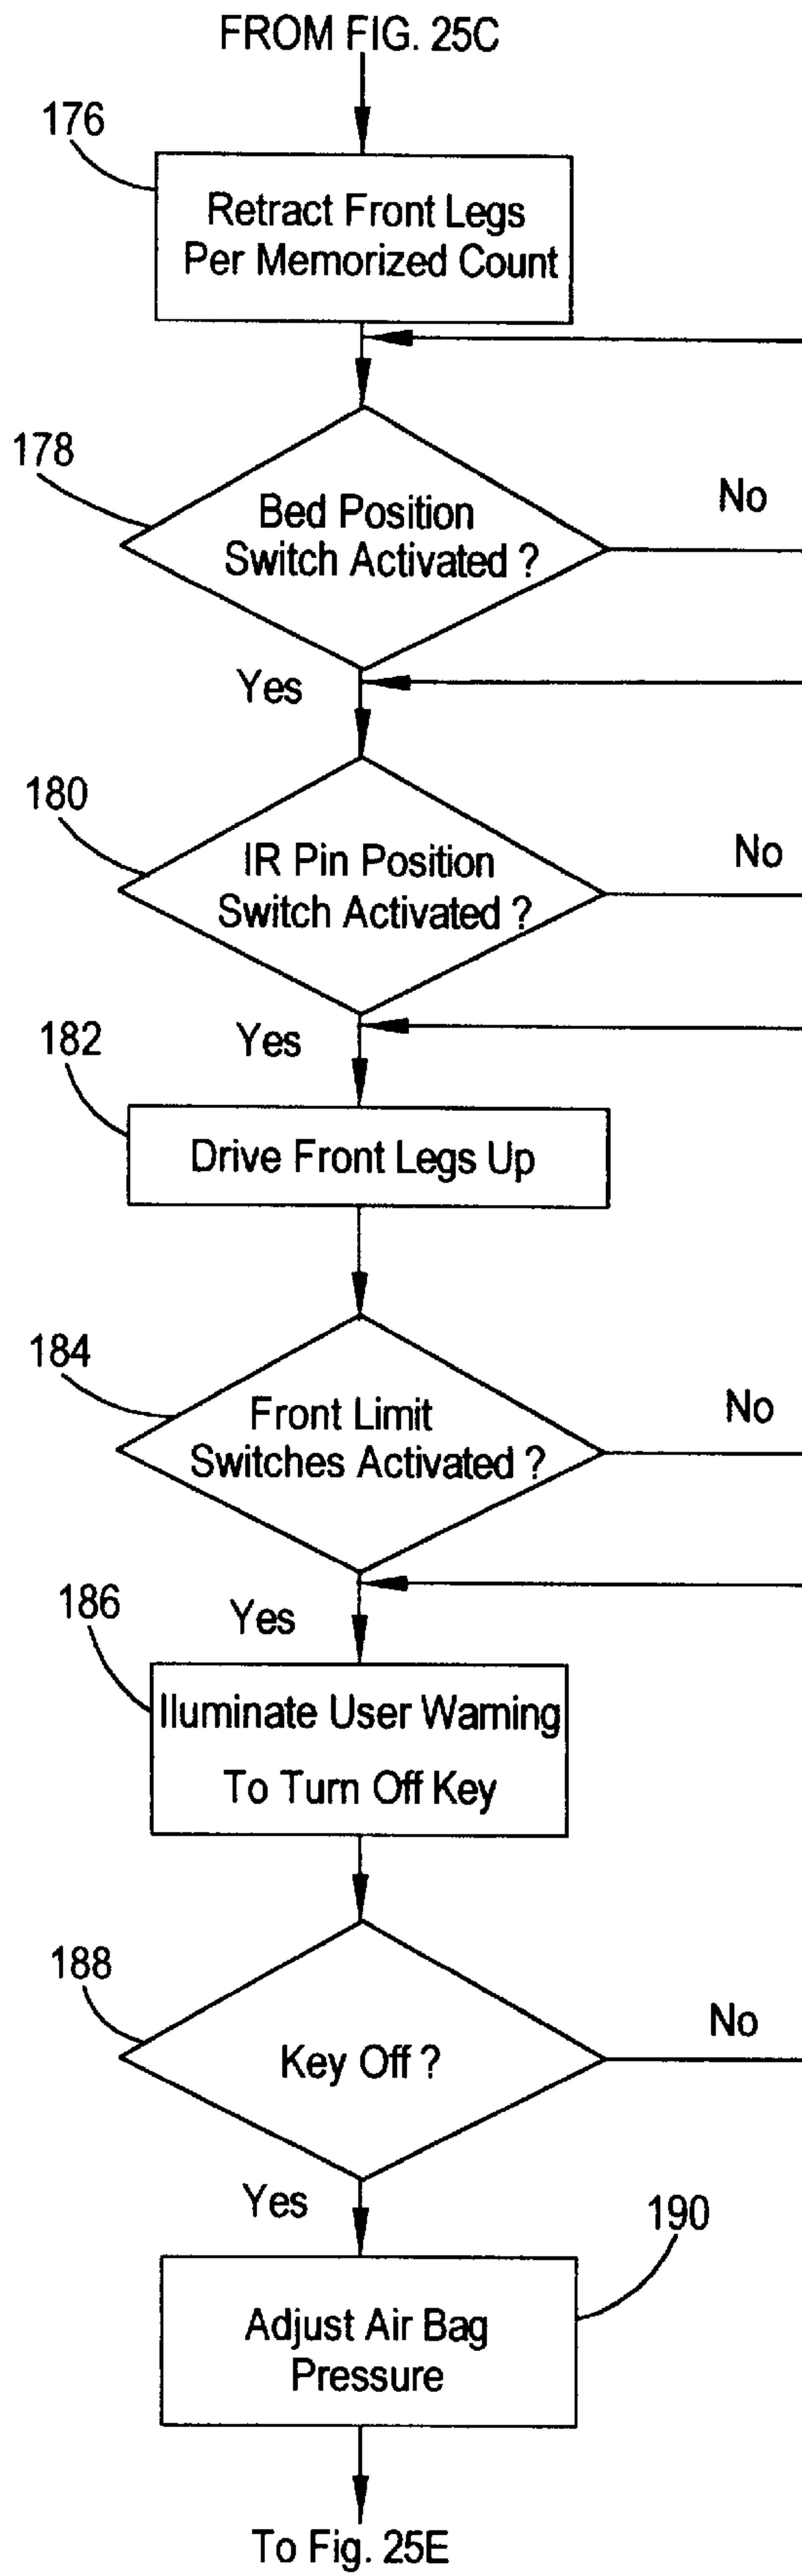 FROM FIG. 25C
176
Retract Front Legs
Per Memorized Count
178
Bed Position
Switch Activated ?
No
Yes
180
IR Pin Position
Switch Activated ?
No
Yes
182
Drive Front Legs Up
184
Front Limit
Switches Activated ?
No
Yes
186
Iluminate User Warning
To Turn Off Key
188
Key Off ?
No
Yes
190
Adjust Air Bag
Pressure
To Fig. 25E